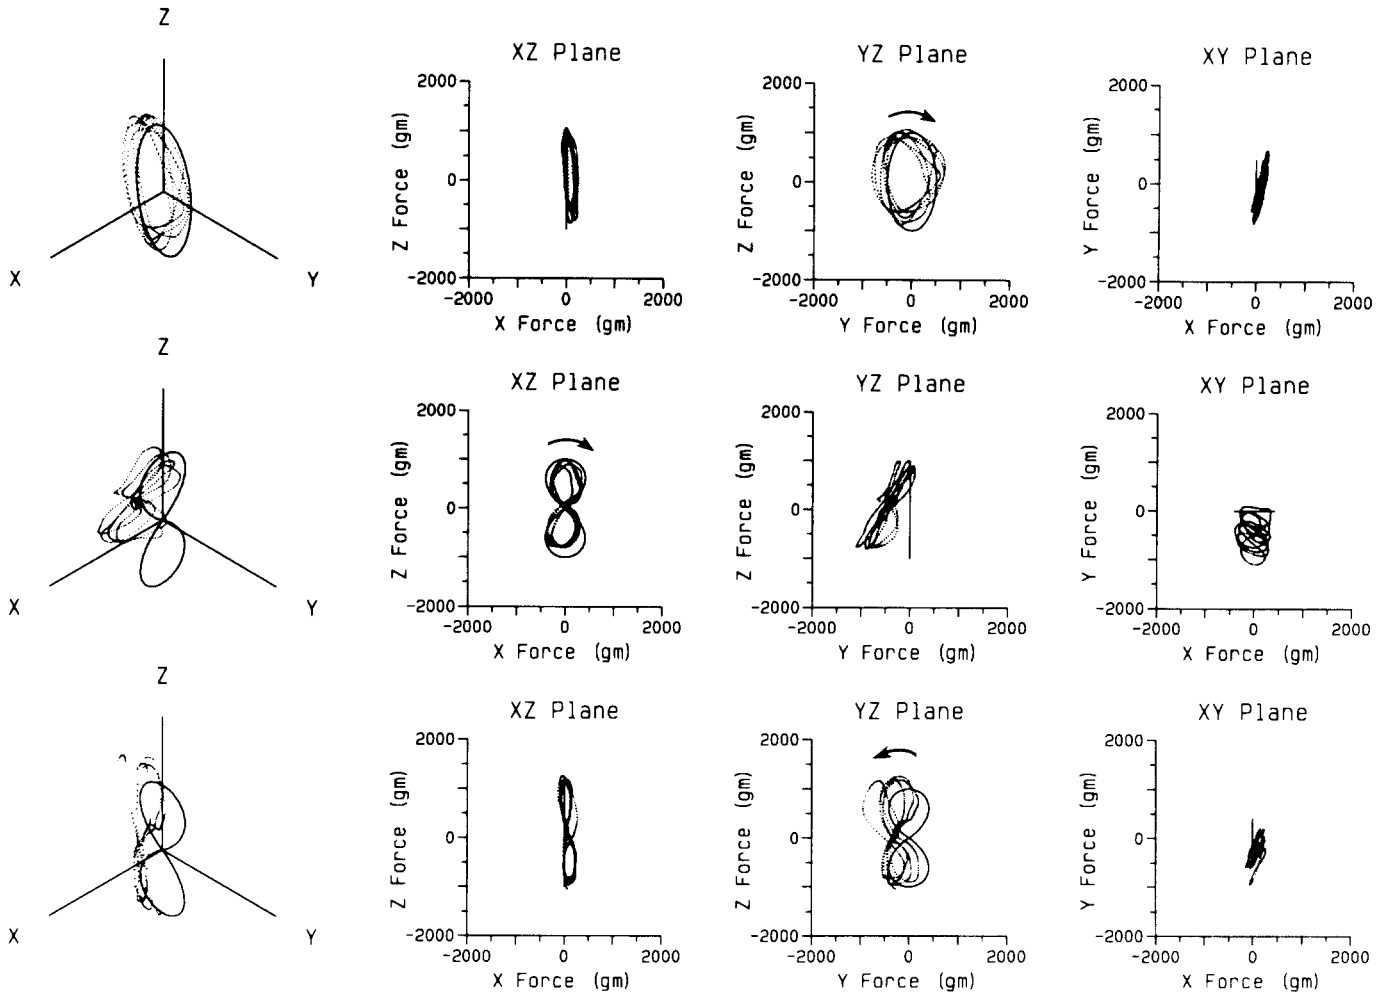 Z
X
Y
XZ Plane
2000
0
-2000
Z Force (gm)
-2000 0 2000
X Force (gm)
YZ Plane
2000
0
-2000
Z Force (gm)
-2000 0 2000
Y Force (gm)
XY Plane
2000
0
-2000
Y Force (gm)
-2000 0 2000
X Force (gm)
Z
X
Y
XZ Plane
2000
0
-2000
Z Force (gm)
-2000 0 2000
X Force (gm)
YZ Plane
2000
0
-2000
Z Force (gm)
-2000 0 2000
Y Force (gm)
XY Plane
2000
0
-2000
Y Force (gm)
-2000 0 2000
X Force (gm)
Z
X
Y
XZ Plane
2000
0
-2000
Z Force (gm)
-2000 0 2000
X Force (gm)
YZ Plane
2000
0
-2000
Z Force (gm)
-2000 0 2000
Y Force (gm)
XY Plane
2000
0
-2000
Y Force (gm)
-2000 0 2000
X Force (gm)